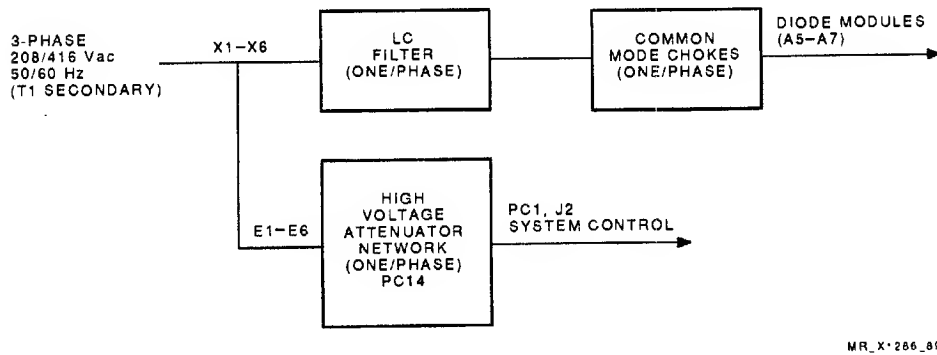 3-PHASE
208/416 Vac
50/60 Hz
(T1 SECONDARY)
X1-X6
LC
FILTER
(ONE/PHASE)
COMMON
MODE CHOKES
(ONE/PHASE)
DIODE MODULES
(A5-A7)
E1-E6
HIGH
VOLTAGE
ATTENUATOR
NETWORK
(ONE/PHASE)
PC14
PC1, J2
SYSTEM CONTROL